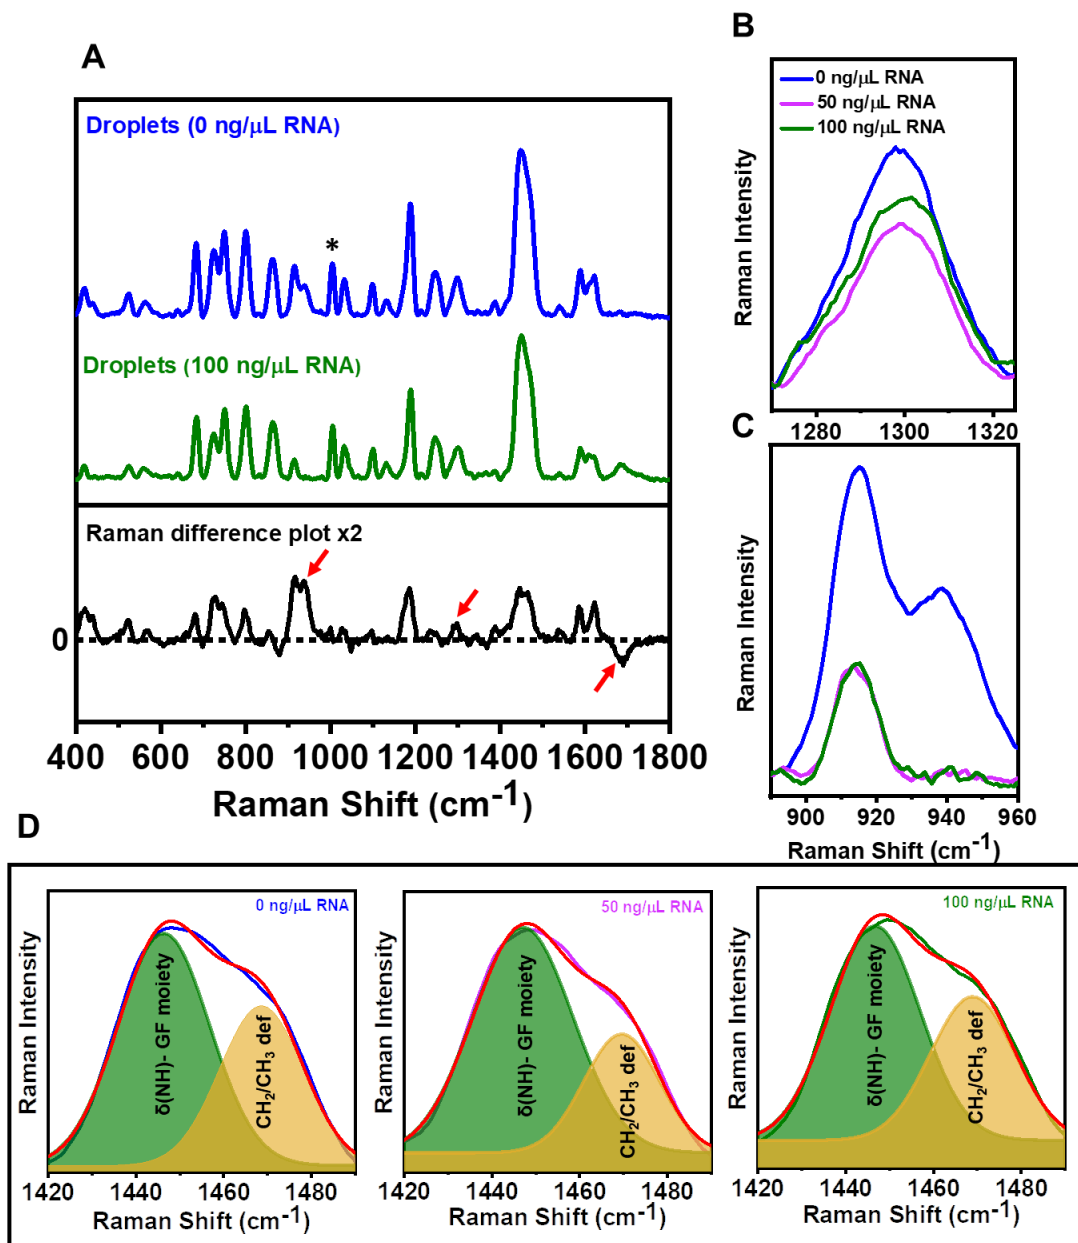 A
Droplets (0 ng/μL RNA)
*
Droplets (100 ng/μL RNA)
Raman difference plot x2
0
400 600 800 1000 1200 1400 1600 1800
Raman Shift (cm-1)
B
0 ng/μL RNA
50 ng/μL RNA
100 ng/μL RNA
Raman Intensity
1280 1300 1320
C
Raman Intensity
900 920 940 960
Raman Shift (cm-1)
D
0 ng/μL RNA
Raman Intensity
δ(NH)- GF moiety
CH2/CH3 def
1420 1440 1460 1480
Raman Shift (cm-1)
50 ng/μL RNA
Raman Intensity
δ(NH)- GF moiety
CH2/CH3 def
1420 1440 1460 1480
Raman Shift (cm-1)
100 ng/μL RNA
Raman Intensity
δ(NH)- GF moiety
CH2/CH3 def
1420 1440 1460 1480
Raman Shift (cm-1)